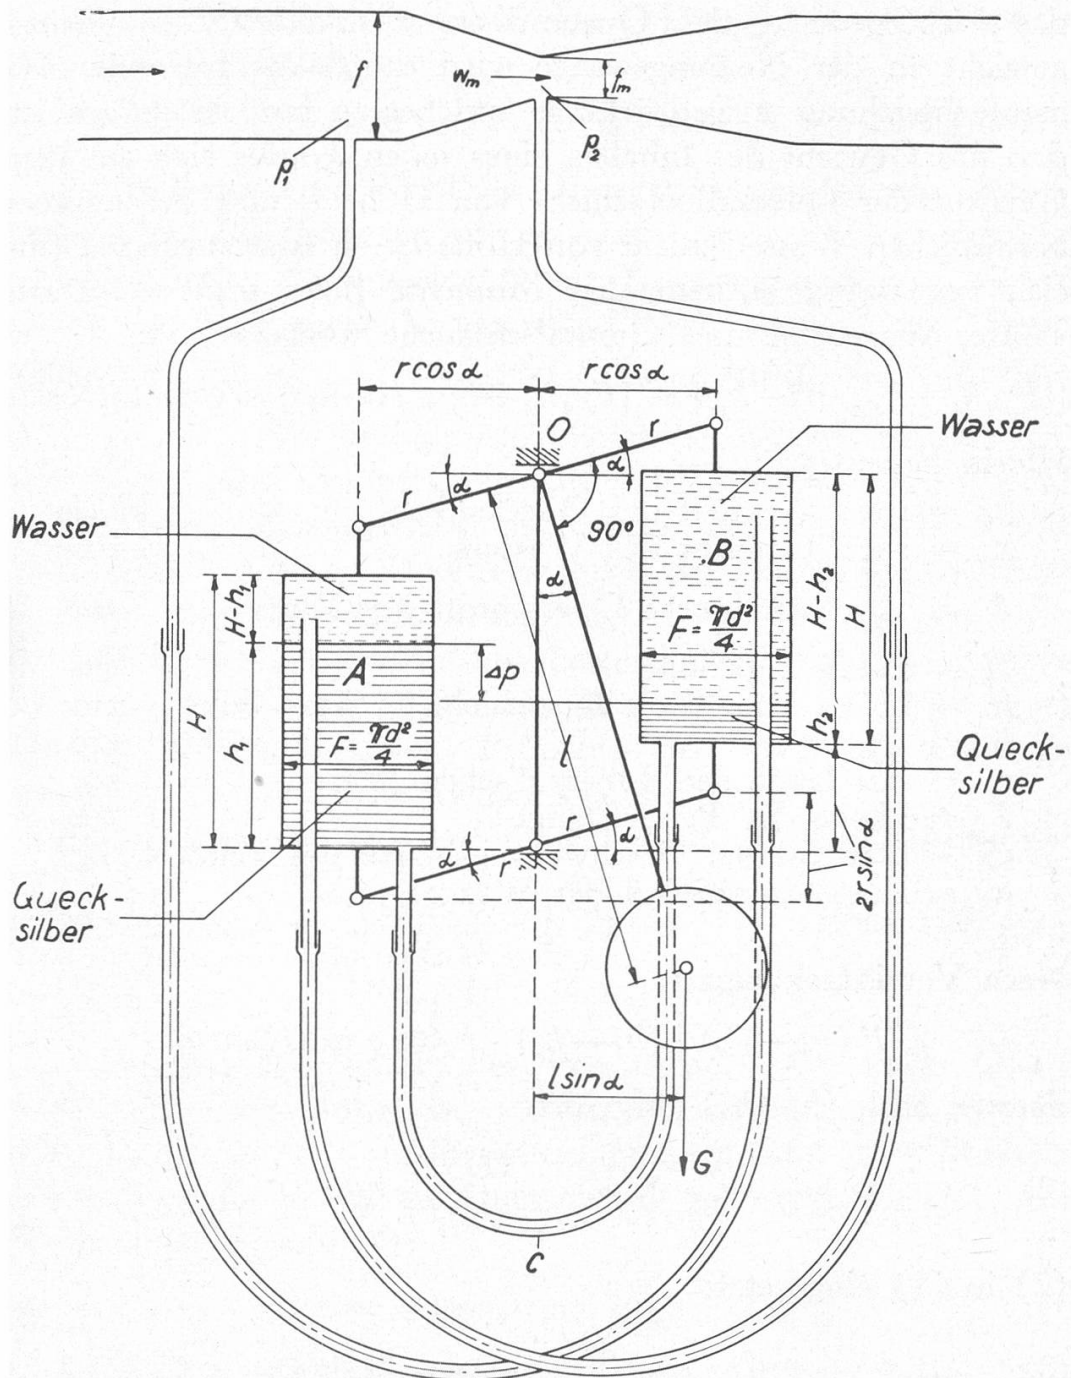 f
w_m
f_m
p_1
p_2
r cos α
r cos α
O
r
α
Wasser
r
α
90°
Wasser
α
B
H-h_1
H-h_2
H
F = πd²/4
A
Δp
H
h_1
F = πd²/4
l
h_2
Queck-
silber
r
α
α
r
2r sin α
Queck-
silber
l sin α
G
C